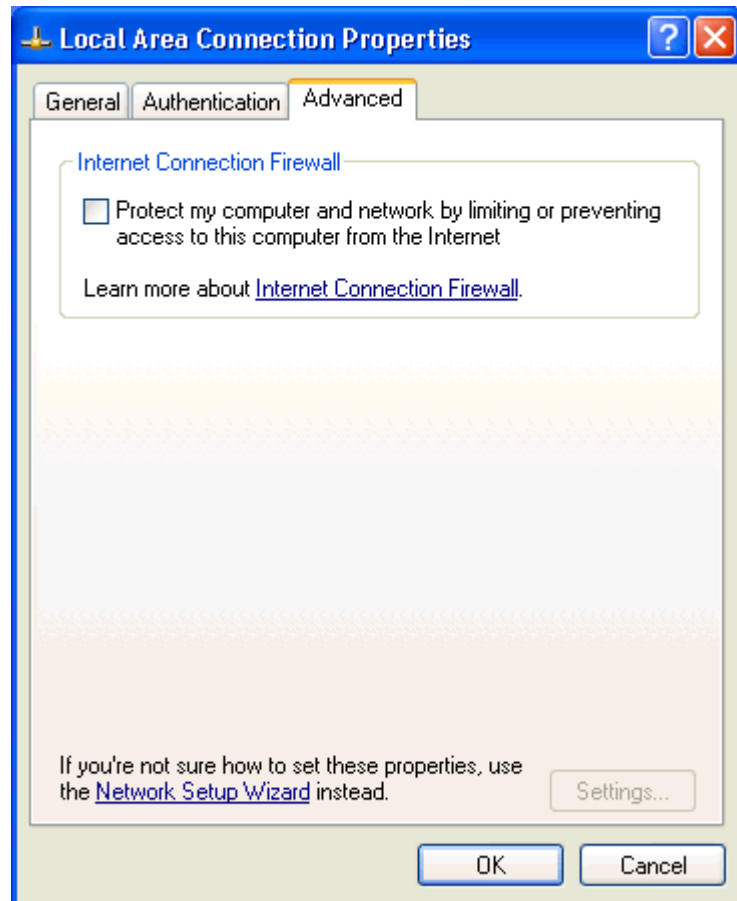 Local Area Connection Properties
General Authentication Advanced
Internet Connection Firewall
Protect my computer and network by limiting or preventing
access to this computer from the Internet
Learn more about Internet Connection Firewall.
If you're not sure how to set these properties, use
the Network Setup Wizard instead.
Settings...
OK Cancel